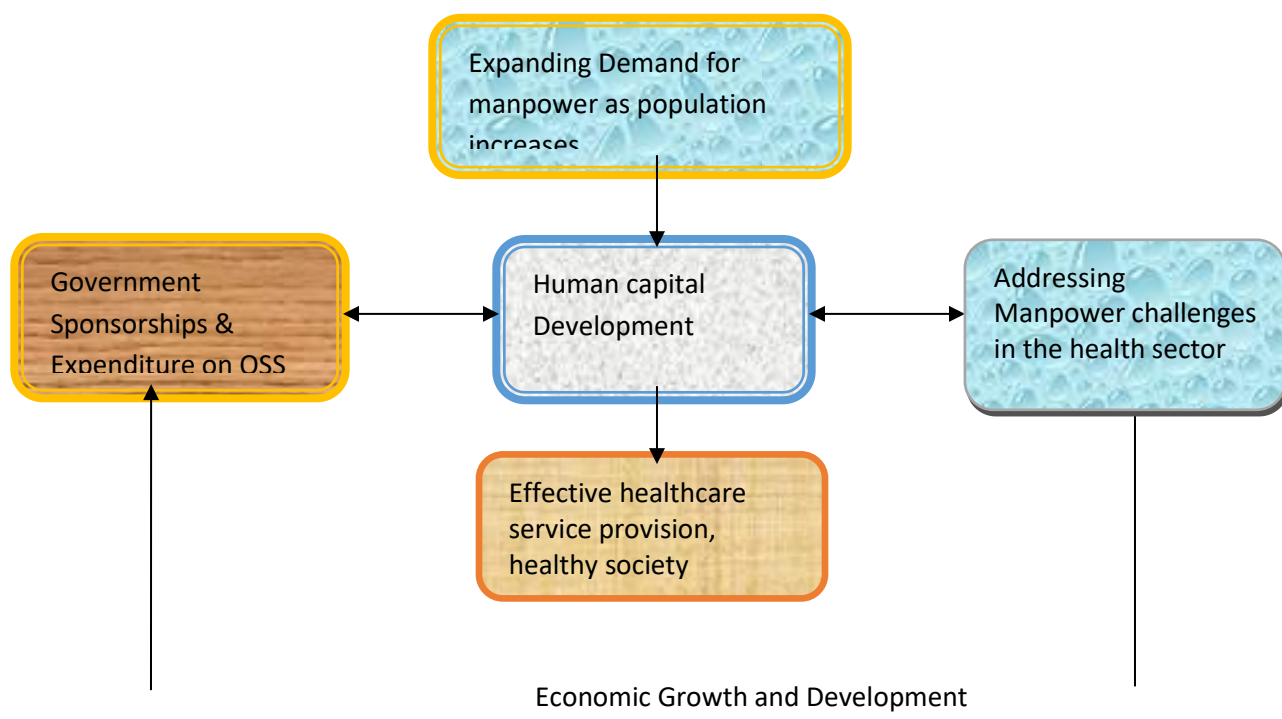 Expanding Demand for
manpower as population
increases
Government
Sponsorships &
Expenditure on OSS
Human capital
Development
Addressing
Manpower challenges
in the health sector
Effective healthcare
service provision,
healthy society
Economic Growth and Development